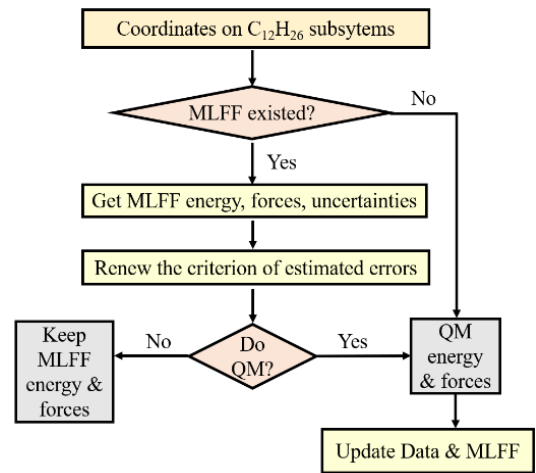 Coordinates on C₁₂H₂₆ subsytems
MLFF existed?
No
Yes
Get MLFF energy, forces, uncertainties
Renew the criterion of estimated errors
Keep
MLFF
energy &
forces
No
Do
QM?
Yes
QM
energy
& forces
Update Data & MLFF